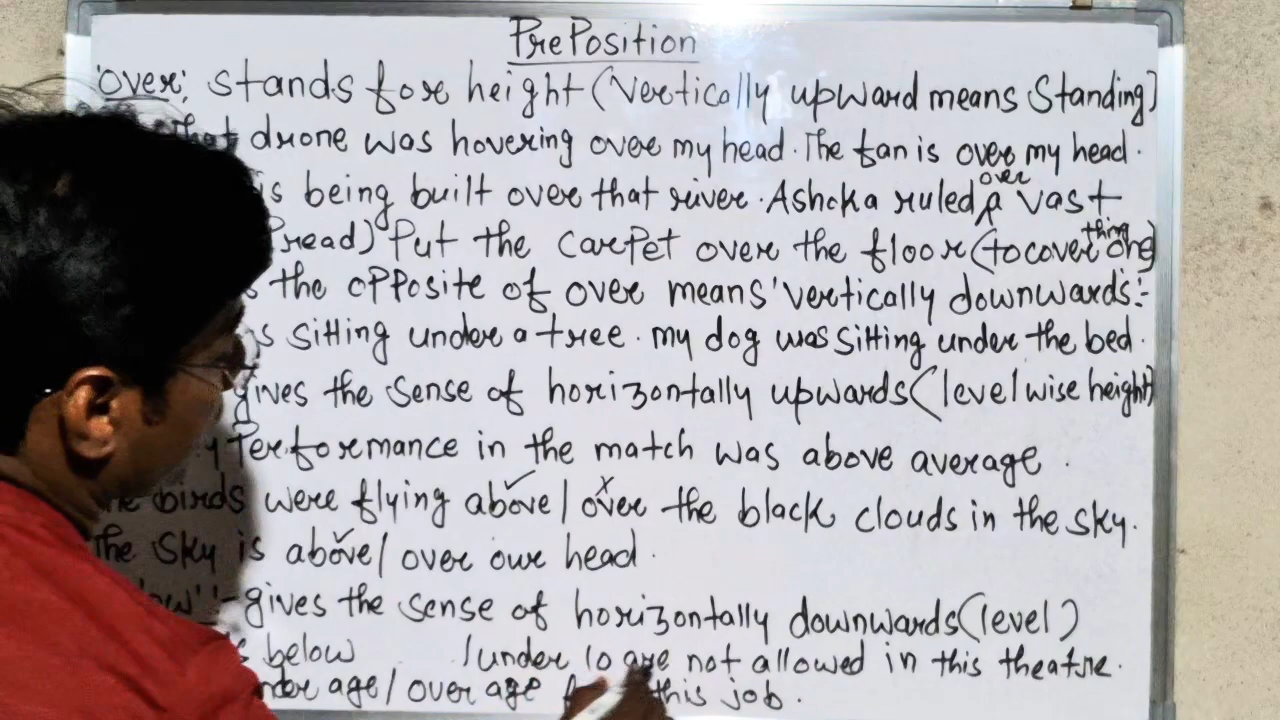 PrePosition
'over': stands for height (Vertically upward means Standing)
That drone was hovering over my head. The fan is over my head.
is being built over that river. Ashoka ruled over a vast
Put the carpet over the floor (to cover thing
the opposite of over means 'vertically downwards:-
is sitting under a tree. my dog was sitting under the bed.
gives the sense of horizontally upwards (level wise height)
Performance in the match was above average.
The birds were flying above / over the black clouds in the sky.
The sky is above / over our head.
gives the sense of horizontally downwards (level)
below / under 10 are not allowed in this theatre.
age / over age this job.